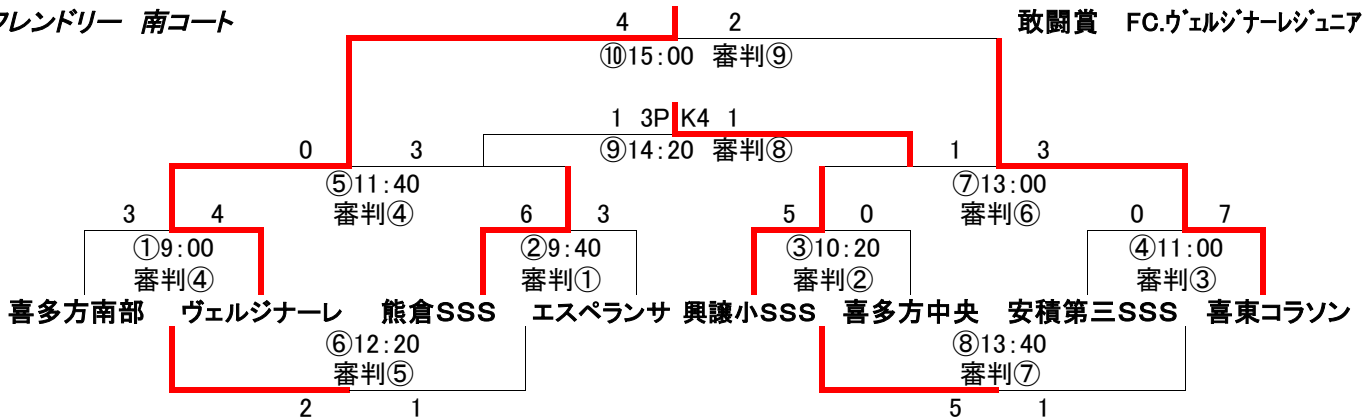 フレンドリー 南コート
4 2
敢闘賞 FC.ヴェルジナーレジュニア
⑩15:00 審判⑨
1 3PK4 1
0 3
⑨14:20 審判⑧
1 3
⑤11:40
審判④
⑦13:00
審判⑥
3 4
6 3
5 0
0 7
①9:00
審判④
②9:40
審判①
③10:20
審判②
④11:00
審判③
喜多方南部 ヴェルジナーレ 熊倉SSS エスペランサ 興譲小SSS 喜多方中央 安積第三SSS 喜東コラソン
⑥12:20
審判⑤
⑧13:40
審判⑦
2 1
5 1